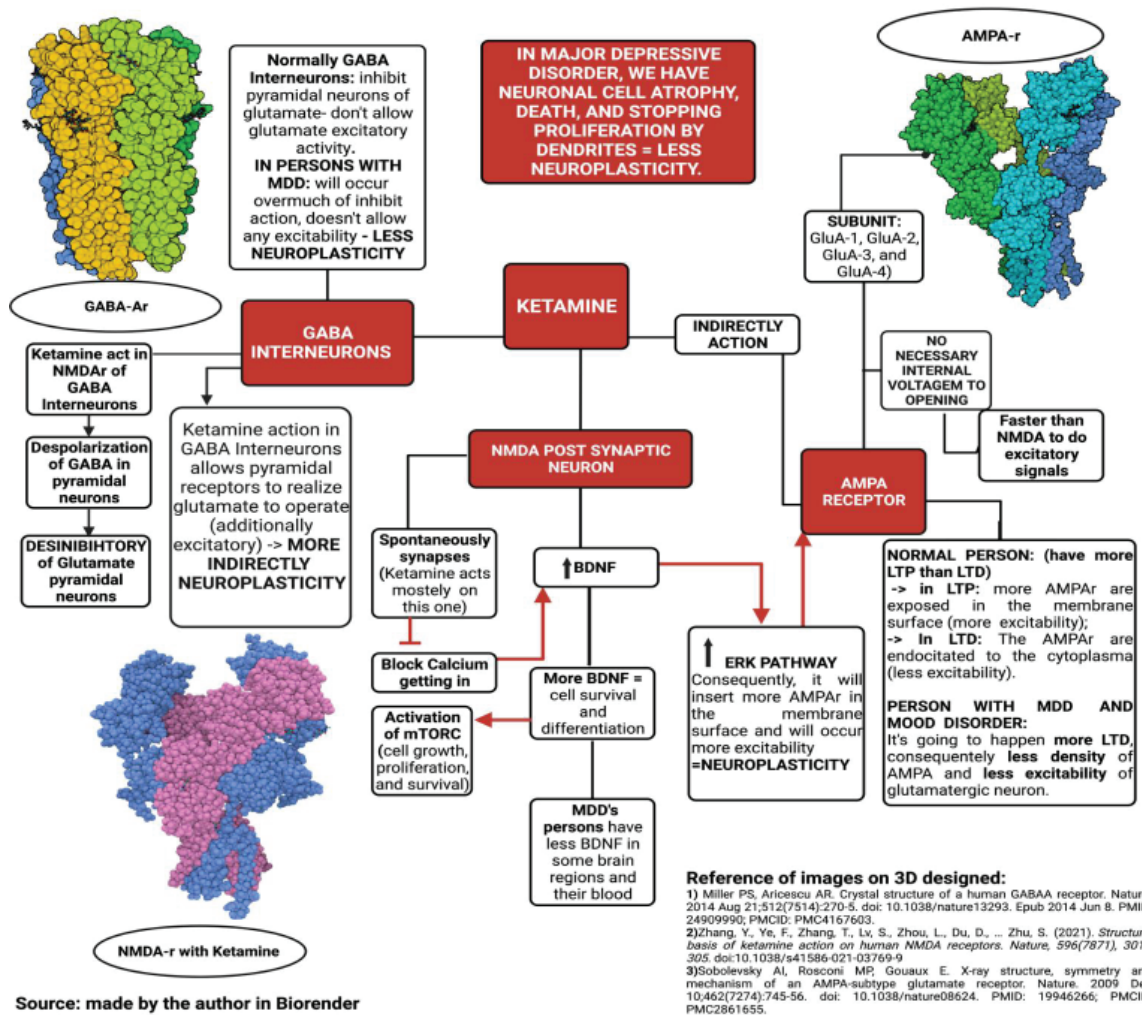 Normally GABA
Interneurons: inhibit
pyramidal neurons of
glutamate- don't allow
glutamate excitatory
activity.
IN PERSONS WITH
MDD: will occur
overmuch of inhibit
action, doesn't allow
any excitability - LESS
NEUROPLASTICITY
IN MAJOR DEPRESSIVE
DISORDER, WE HAVE
NEURONAL CELL ATROPHY,
DEATH, AND STOPPING
PROLIFERATION BY
DENDRITES = LESS
NEUROPLASTICITY.
AMPA-r
SUBUNIT:
GluA-1, GluA-2,
GluA-3, and
GluA-4)
GABA-Ar
KETAMINE
GABA
INTERNEURONS
INDIRECTLY
ACTION
NO
NECESSARY
INTERNAL
VOLTAGEM TO
OPENING
Faster than
NMDA to do
excitatory
signals
Ketamine act in
NMDAr of
GABA
Interneurons
Despolarization
of GABA in
pyramidal
neurons
DESINIBIHTORY
of Glutamate
pyramidal
neurons
Ketamine action in
GABA Interneurons
allows pyramidal
receptors to realize
glutamate to operate
(additionally
excitatory) -> MORE
INDIRECTLY
NEUROPLASTICITY
NMDA POST SYNAPTIC
NEURON
AMPA
RECEPTOR
Spontaneously
synapses
(Ketamine acts
mostely on
this one)
BDNF
Block Calcium
getting in
Activation
of mTORC
(cell growth,
proliferation,
and survival)
More BDNF =
cell survival
and
differentiation
MDD's
persons have
less BDNF in
some brain
regions and
their blood
ERK PATHWAY
Consequently, it will
insert more AMPAr in
the membrane
surface and will occur
more excitability
=NEUROPLASTICITY
NORMAL PERSON: (have more
LTP than LTD)
-> in LTP: more AMPAr are
exposed in the membrane
surface (more excitability);
-> In LTD: The AMPAr are
endocitated to the cytoplasma
(less excitability).
PERSON WITH MDD AND
MOOD DISORDER:
It's going to happen more LTD,
consequentely less density of
AMPA and less excitability of
glutamatergic neuron.
NMDA-r with Ketamine
Source: made by the author in Biorender
Reference of images on 3D designed:
1) Miller PS, Aricescu AR. Crystal structure of a human GABAA receptor. Natur
2014 Aug 21;512(7514):270-5. doi: 10.1038/nature13293. Epub 2014 Jun 8. PMI
24909990; PMCID: PMC4167603.
2)Zhang, Y., Ye, F., Zhang, T., Lv, S., Zhou, L., Du, D., ... Zhu, S. (2021). Structur
basis of ketamine action on human NMDA receptors. Nature, 596(7871), 301
305. doi:10.1038/s41586-021-03769-9
3)Sobolevsky AI, Rosconi MP, Gouaux E. X-ray structure, symmetry an
mechanism of an AMPA-subtype glutamate receptor. Nature. 2009 De
10;462(7274):745-56. doi: 10.1038/nature08624. PMID: 19946266; PMCI
PMC2861655.